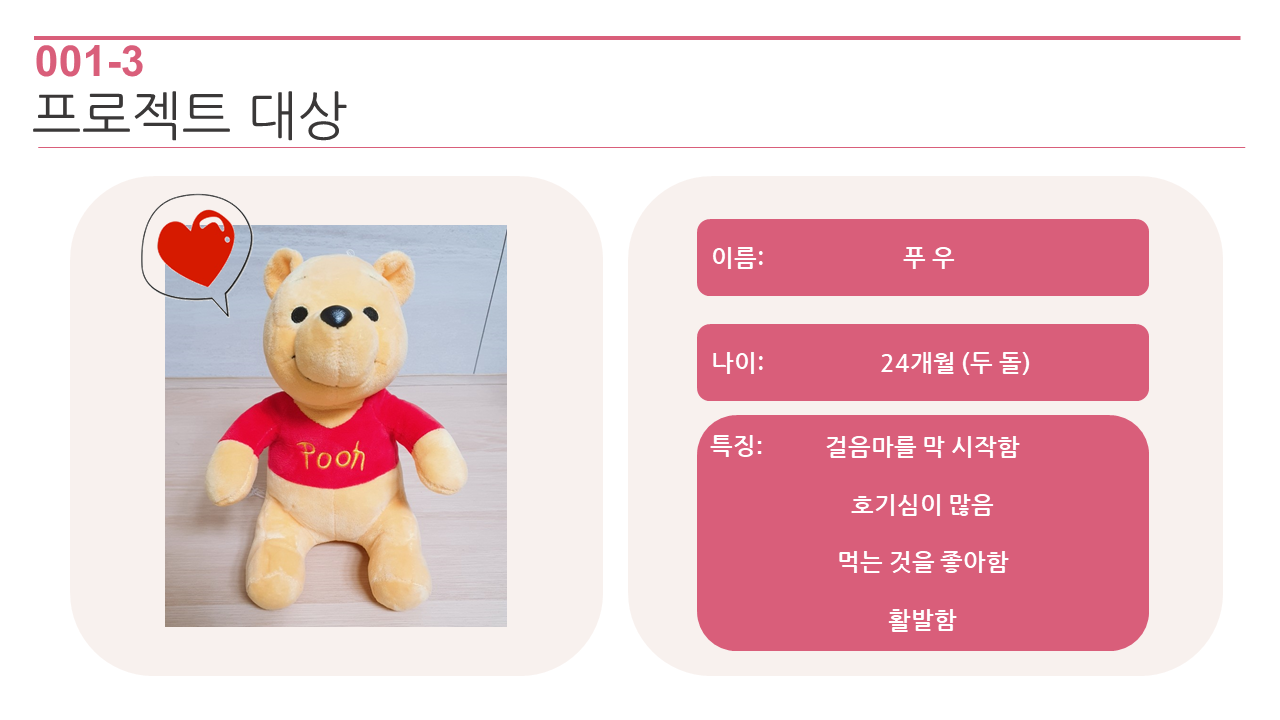 001-3
프로젝트 대상
Pooh
이름: 푸 우
나이: 24개월 (두 돌)
특징: 걸음마를 막 시작함
호기심이 많음
먹는 것을 좋아함
활발함